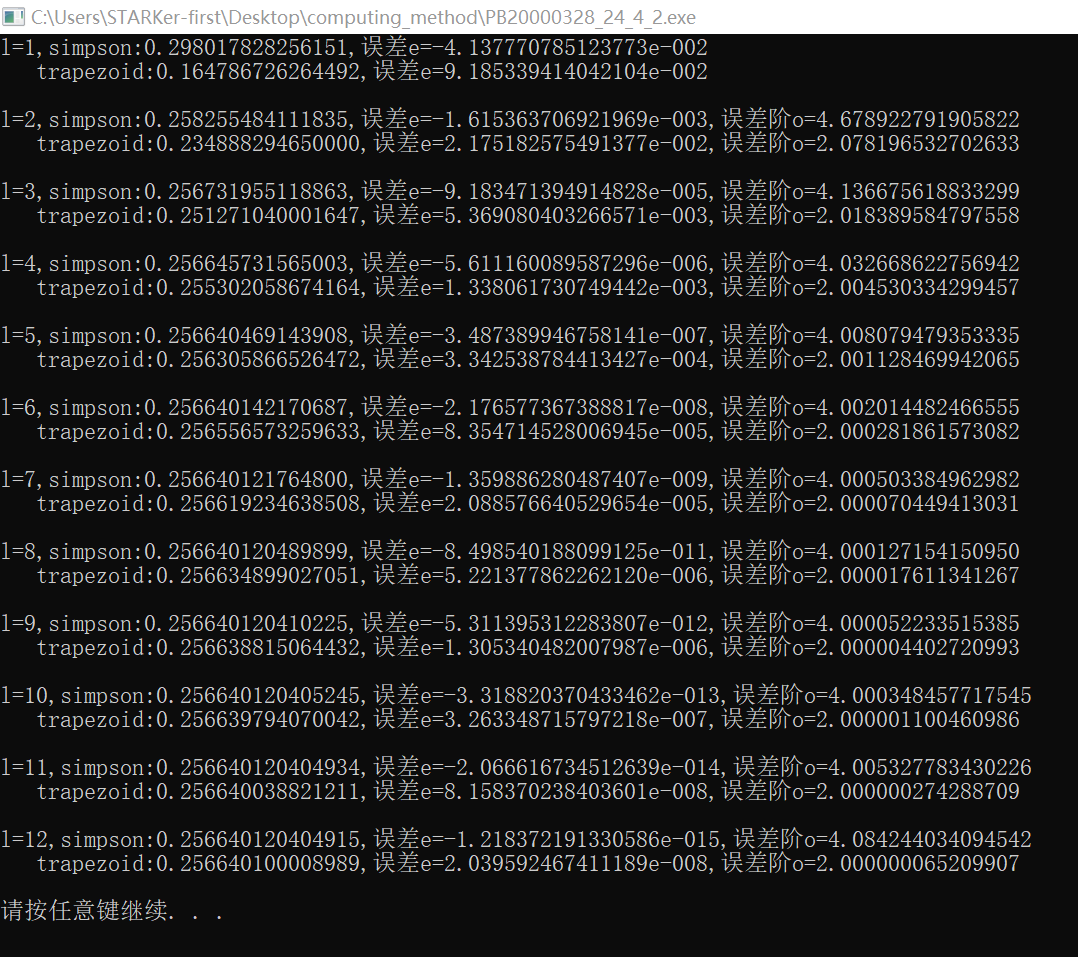 C:\Users\STARKer-first\Desktop\computing_method\PB20000328_24_4_2.exe
l=1,simpson:0.298017828256151,误差e=-4.137770785123773e-002
trapezoid:0.164786726264492,误差e=9.185339414042104e-002
l=2,simpson:0.258255484111835,误差e=-1.615363706921969e-003,误差阶o=4.678922791905822
trapezoid:0.234888294650000,误差e=2.175182575491377e-002,误差阶o=2.078196532702633
l=3,simpson:0.256731955118863,误差e=-9.183471394914828e-005,误差阶o=4.136675618833299
trapezoid:0.251271040001647,误差e=5.369080403266571e-003,误差阶o=2.018389584797558
l=4,simpson:0.256645731565003,误差e=-5.611160089587296e-006,误差阶o=4.032668622756942
trapezoid:0.255302058674164,误差e=1.338061730749442e-003,误差阶o=2.004530334299457
l=5,simpson:0.256640469143908,误差e=-3.487389946758141e-007,误差阶o=4.008079479353335
trapezoid:0.256305866526472,误差e=3.342538784413427e-004,误差阶o=2.001128469942065
l=6,simpson:0.256640142170687,误差e=-2.176577367388817e-008,误差阶o=4.002014482466555
trapezoid:0.256556573259633,误差e=8.354714528006945e-005,误差阶o=2.000281861573082
l=7,simpson:0.256640121764800,误差e=-1.359886280487407e-009,误差阶o=4.000503384962982
trapezoid:0.256619234638508,误差e=2.088576640529654e-005,误差阶o=2.000070449413031
l=8,simpson:0.256640120489899,误差e=-8.498540188099125e-011,误差阶o=4.000127154150950
trapezoid:0.256634899027051,误差e=5.221377862262120e-006,误差阶o=2.000017611341267
l=9,simpson:0.256640120410225,误差e=-5.311395312283807e-012,误差阶o=4.000052233515385
trapezoid:0.256638815064432,误差e=1.305340482007987e-006,误差阶o=2.000004402720993
l=10,simpson:0.256640120405245,误差e=-3.318820370433462e-013,误差阶o=4.000348457717545
trapezoid:0.256639794070042,误差e=3.263348715797218e-007,误差阶o=2.000001100460986
l=11,simpson:0.256640120404934,误差e=-2.066616734512639e-014,误差阶o=4.005327783430226
trapezoid:0.256640038821211,误差e=8.158370238403601e-008,误差阶o=2.000000274288709
l=12,simpson:0.256640120404915,误差e=-1.218372191330586e-015,误差阶o=4.084244034094542
trapezoid:0.256640100008989,误差e=2.039592467411189e-008,误差阶o=2.000000065209907
请按任意键继续. . .